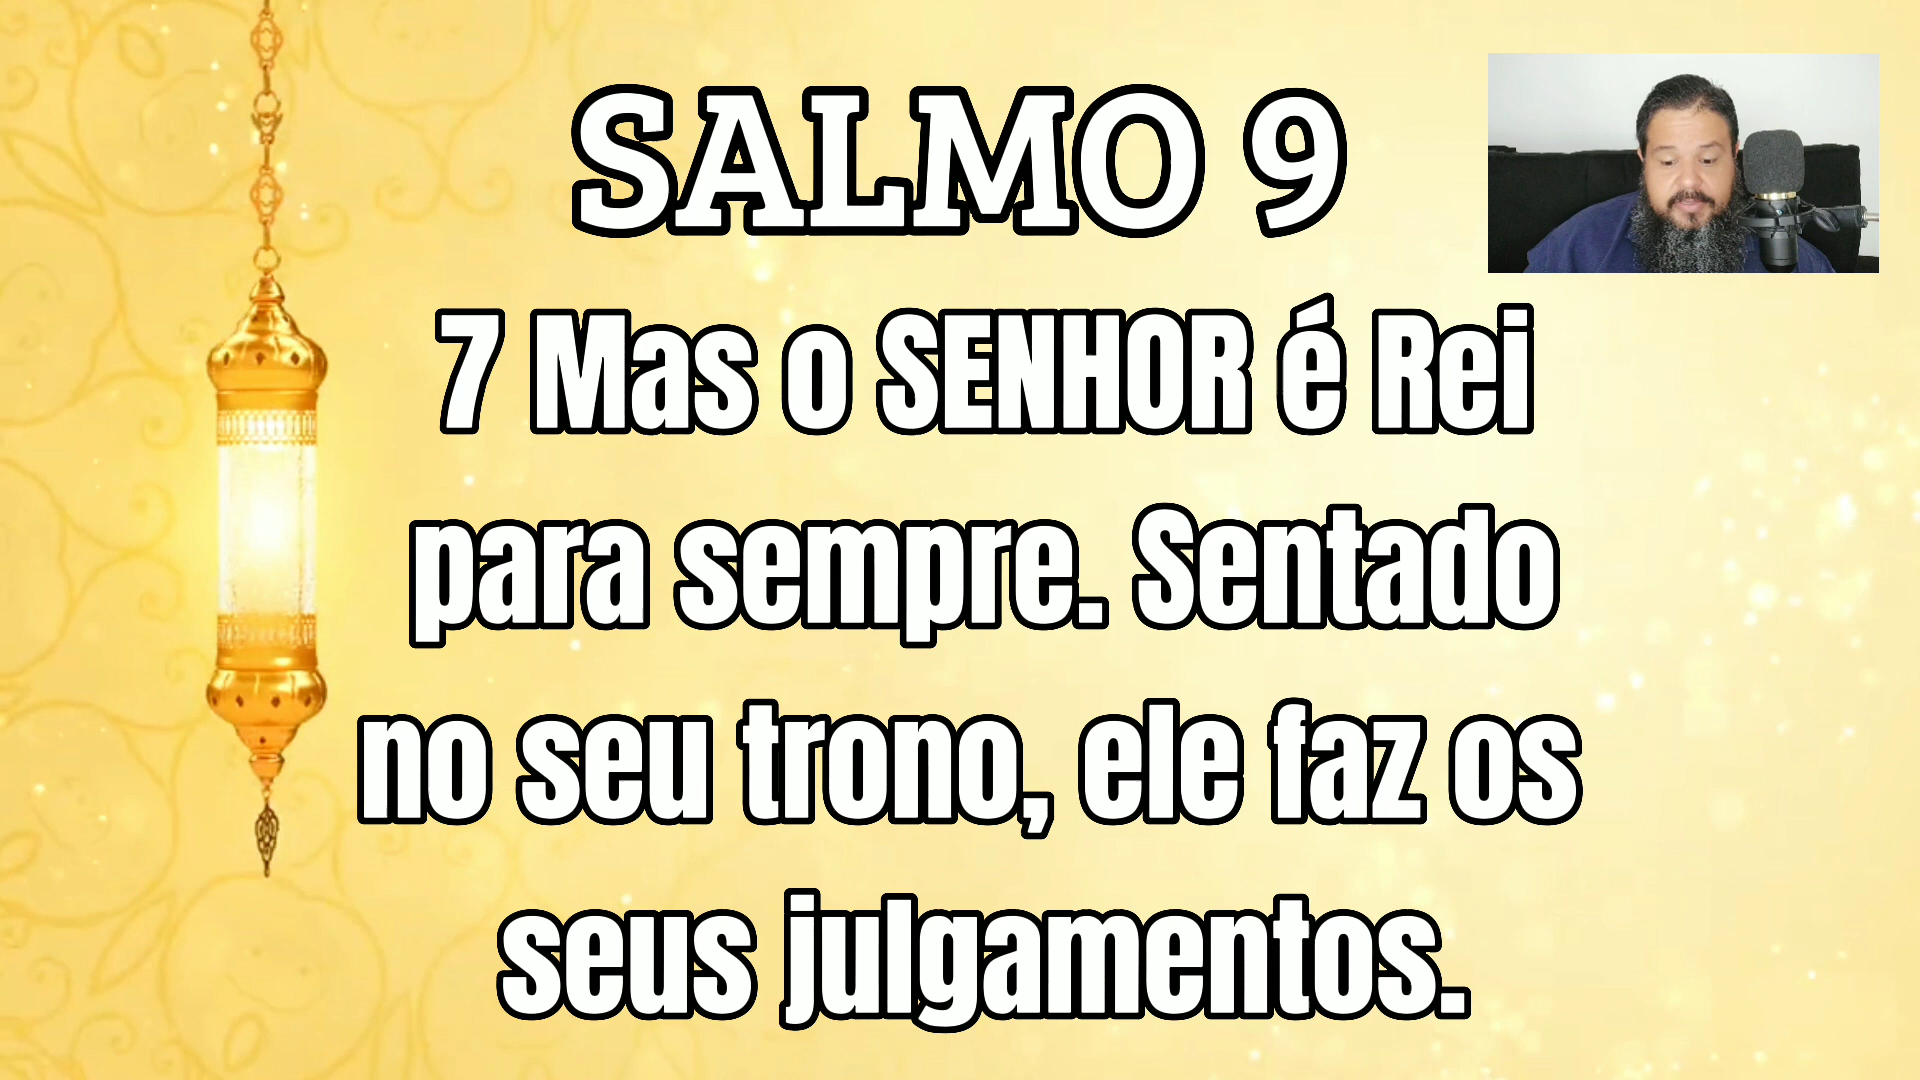 SALMO 9
7 Mas o SENHOR é Rei
para sempre. Sentado
no seu trono, ele faz os
seus julgamentos.